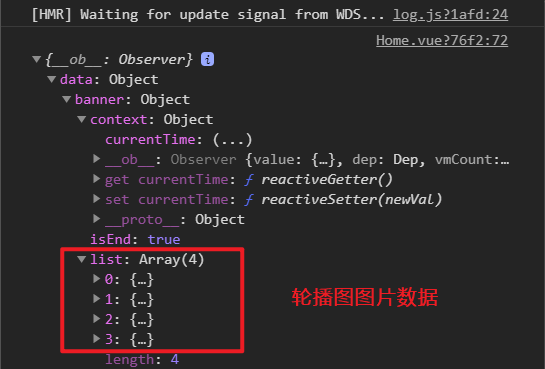 [HMR] Waiting for update signal from WDS... log.js?1afd:24
Home.vue?76f2:72
▼{__ob__: Observer} i
▼data: Object
▼banner: Object
▼context: Object
currentTime: (...)
▶__ob__: Observer {value: {…}, dep: Dep, vmCount:…
▶get currentTime: ƒ reactiveGetter()
▶set currentTime: ƒ reactiveSetter(newVal)
▶__proto__: Object
isEnd: true
▼list: Array(4)
▶0: {…}
▶1: {…}
轮播图图片数据
▶2: {…}
▶3: {…}
length: 4